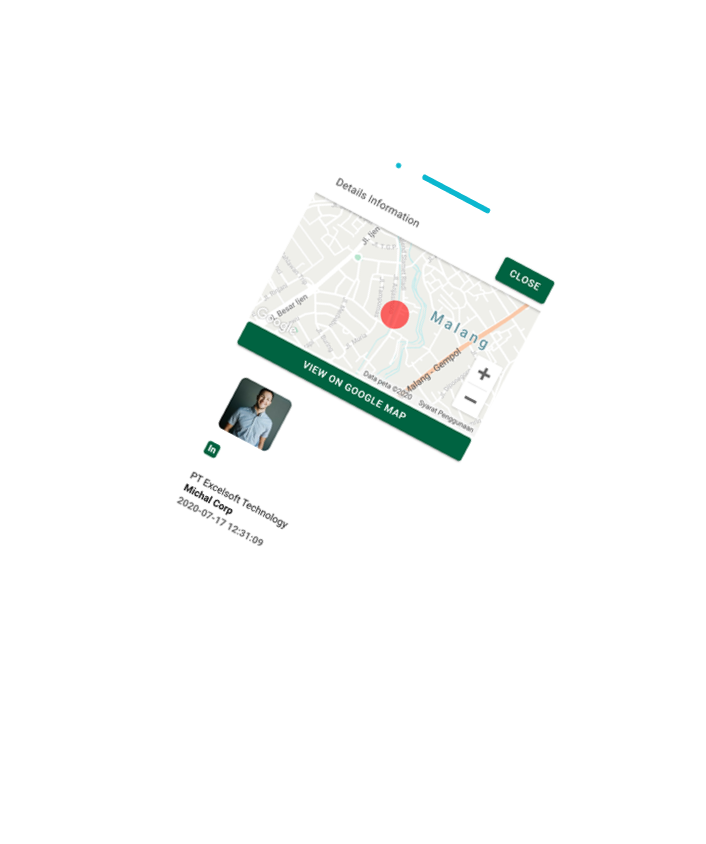 Details Information
CLOSE
Jl. Ijen
Besar Ijen
Malang
Malang - Gempol
Google
Data peta ©2020
Syarat Penggunaan
+
−
VIEW ON GOOGLE MAP
In
PT Excelsoft Technology
Michal Corp
2020-07-17 12:31:09